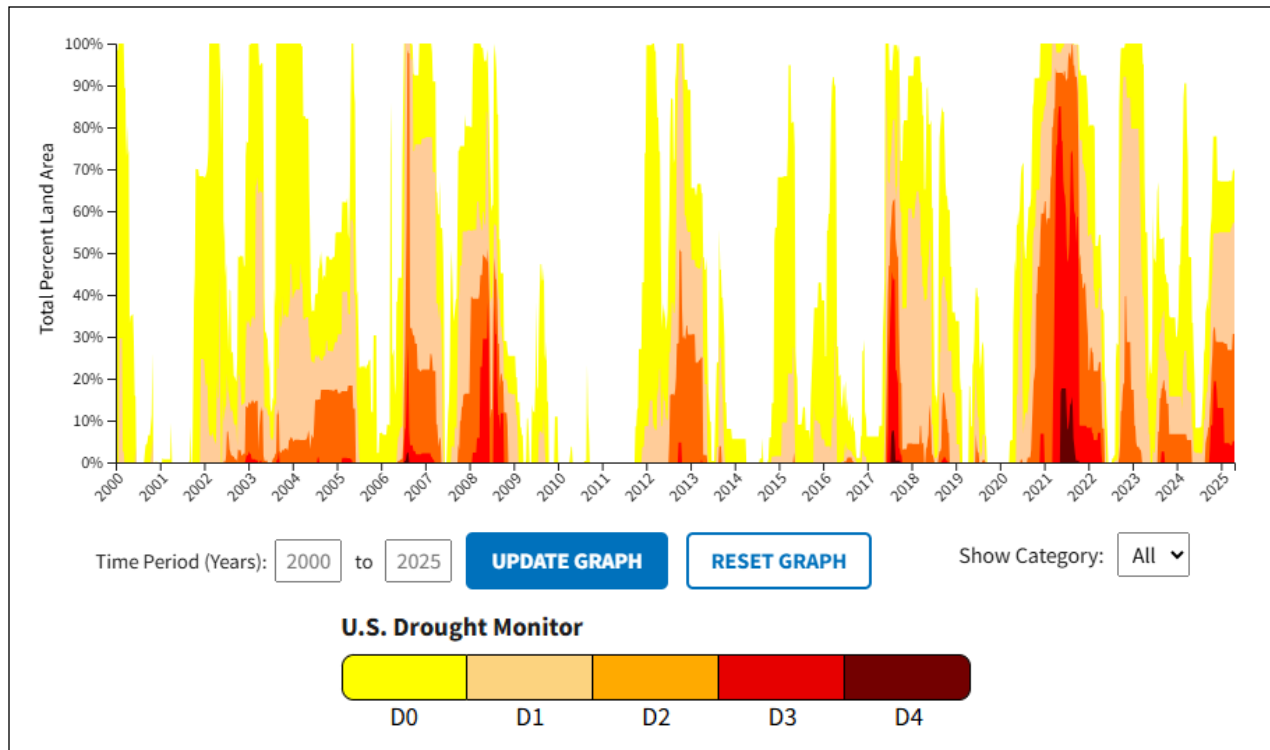 100%
90%
80%
70%
60%
50%
40%
30%
20%
10%
0%
Total Percent Land Area
2000 2001 2002 2003 2004 2005 2006 2007 2008 2009 2010 2011 2012 2013 2014 2015 2016 2017 2018 2019 2020 2021 2022 2023 2024 2025
Time Period (Years): 2000 to 2025 UPDATE GRAPH RESET GRAPH Show Category: All
U.S. Drought Monitor
D0 D1 D2 D3 D4